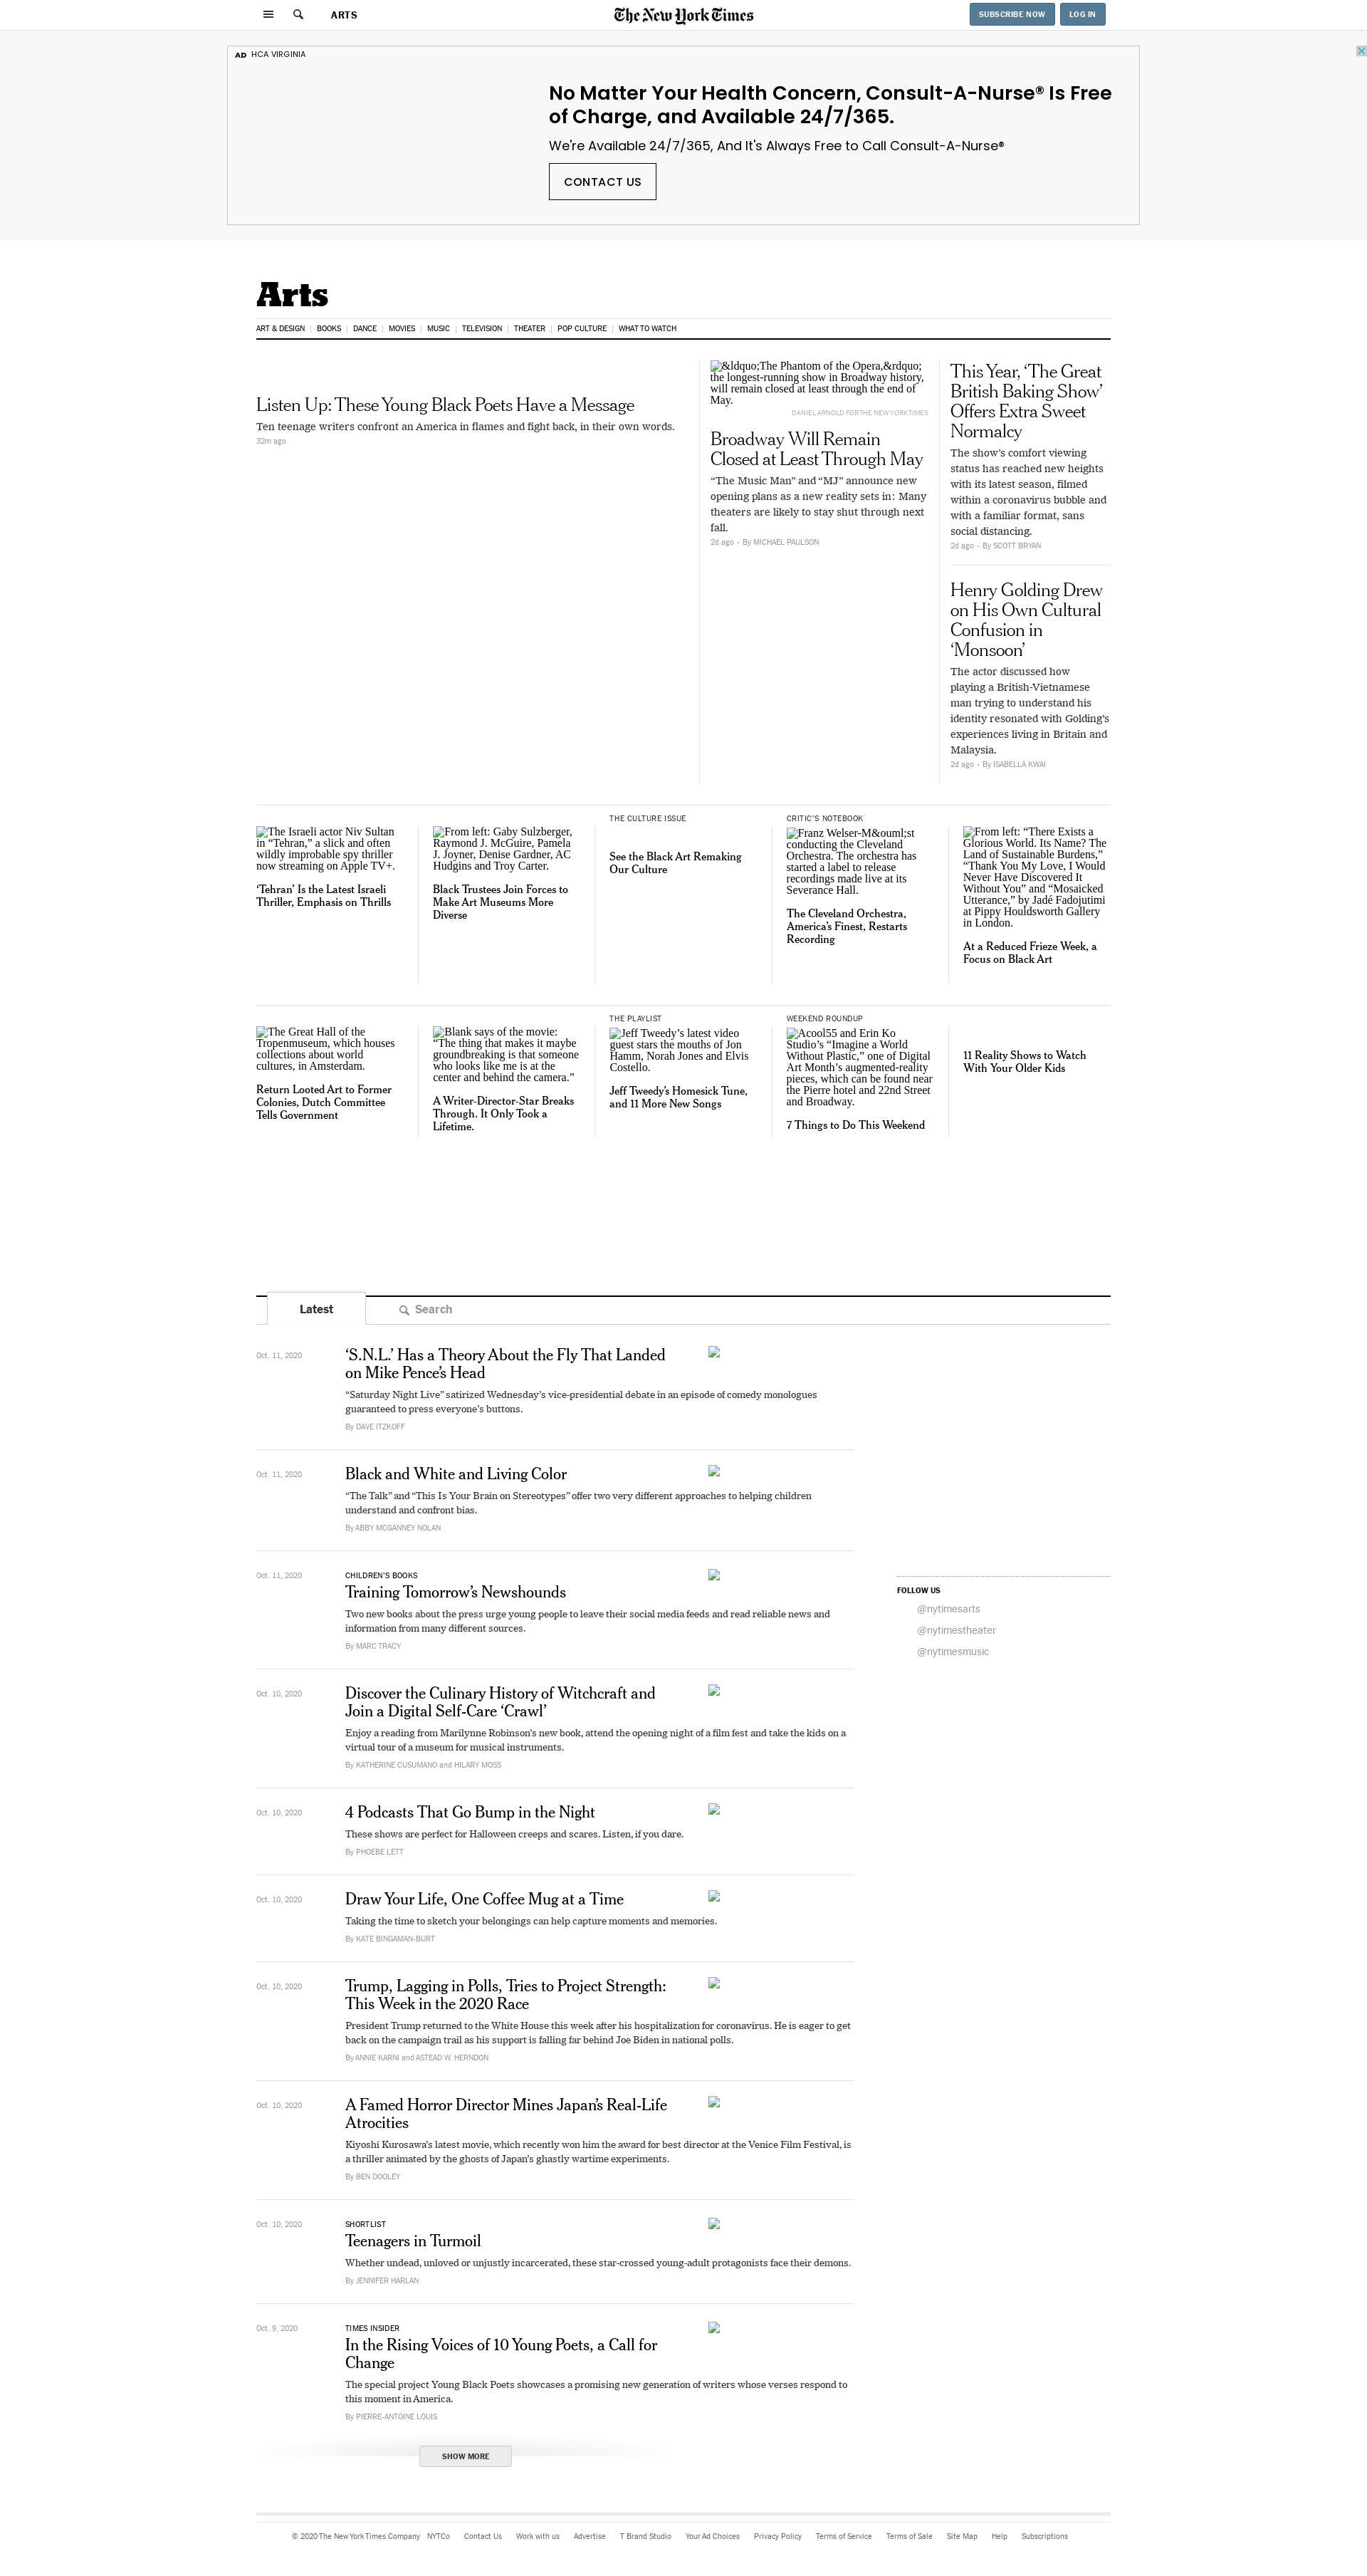 ARTS
The New York Times
SUBSCRIBE NOW
LOG IN
AD HCA VIRGINIA
No Matter Your Health Concern, Consult-A-Nurse® Is Free
of Charge, and Available 24/7/365.
We're Available 24/7/365, And It's Always Free to Call Consult-A-Nurse®
CONTACT US
Arts
ART & DESIGN
BOOKS
DANCE
MOVIES
MUSIC
TELEVISION
THEATER
POP CULTURE
WHAT TO WATCH
Listen Up: These Young Black Poets Have a Message
Ten teenage writers confront an America in flames and fight back, in their own words.
32m ago
&ldquo;The Phantom of the Opera,&rdquo;
the longest-running show in Broadway history,
will remain closed at least through the end of
May.
DANIEL ARNOLD FOR THE NEW YORK TIMES
Broadway Will Remain
Closed at Least Through May
“The Music Man” and “MJ” announce new
opening plans as a new reality sets in: Many
theaters are likely to stay shut through next
fall.
2d ago • By MICHAEL PAULSON
This Year, ‘The Great
British Baking Show’
Offers Extra Sweet
Normalcy
The show’s comfort viewing
status has reached new heights
with its latest season, filmed
within a coronavirus bubble and
with a familiar format, sans
social distancing.
2d ago • By SCOTT BRYAN
Henry Golding Drew
on His Own Cultural
Confusion in
‘Monsoon’
The actor discussed how
playing a British-Vietnamese
man trying to understand his
identity resonated with Golding’s
experiences living in Britain and
Malaysia.
2d ago • By ISABELLA KWAI
The Israeli actor Niv Sultan
in “Tehran,” a slick and often
wildly improbable spy thriller
now streaming on Apple TV+.
‘Tehran’ Is the Latest Israeli
Thriller, Emphasis on Thrills
From left: Gaby Sulzberger,
Raymond J. McGuire, Pamela
J. Joyner, Denise Gardner, AC
Hudgins and Troy Carter.
Black Trustees Join Forces to
Make Art Museums More
Diverse
THE CULTURE ISSUE
See the Black Art Remaking
Our Culture
CRITIC’S NOTEBOOK
Franz Welser-M&ouml;st
conducting the Cleveland
Orchestra. The orchestra has
started a label to release
recordings made live at its
Severance Hall.
The Cleveland Orchestra,
America’s Finest, Restarts
Recording
From left: “There Exists a
Glorious World. Its Name? The
Land of Sustainable Burdens,”
“Thank You My Love, I Would
Never Have Discovered It
Without You” and “Mosaicked
Utterance,” by Jadé Fadojutimi
at Pippy Houldsworth Gallery
in London.
At a Reduced Frieze Week, a
Focus on Black Art
The Great Hall of the
Tropenmuseum, which houses
collections about world
cultures, in Amsterdam.
Return Looted Art to Former
Colonies, Dutch Committee
Tells Government
Blank says of the movie:
“The thing that makes it maybe
groundbreaking is that someone
who looks like me is at the
center and behind the camera.”
A Writer-Director-Star Breaks
Through. It Only Took a
Lifetime.
THE PLAYLIST
Jeff Tweedy’s latest video
guest stars the mouths of Jon
Hamm, Norah Jones and Elvis
Costello.
Jeff Tweedy’s Homesick Tune,
and 11 More New Songs
WEEKEND ROUNDUP
Acool55 and Erin Ko
Studio’s “Imagine a World
Without Plastic,” one of Digital
Art Month’s augmented-reality
pieces, which can be found near
the Pierre hotel and 22nd Street
and Broadway.
7 Things to Do This Weekend
11 Reality Shows to Watch
With Your Older Kids
Latest
Search
Oct. 11, 2020
‘S.N.L.’ Has a Theory About the Fly That Landed
on Mike Pence’s Head
“Saturday Night Live” satirized Wednesday’s vice-presidential debate in an episode of comedy monologues
guaranteed to press everyone’s buttons.
By DAVE ITZKOFF
Oct. 11, 2020
Black and White and Living Color
“The Talk” and “This Is Your Brain on Stereotypes” offer two very different approaches to helping children
understand and confront bias.
By ABBY MCGANNEY NOLAN
Oct. 11, 2020
CHILDREN’S BOOKS
Training Tomorrow’s Newshounds
Two new books about the press urge young people to leave their social media feeds and read reliable news and
information from many different sources.
By MARC TRACY
FOLLOW US
@nytimesarts
@nytimestheater
@nytimesmusic
Oct. 10, 2020
Discover the Culinary History of Witchcraft and
Join a Digital Self-Care ‘Crawl’
Enjoy a reading from Marilynne Robinson’s new book, attend the opening night of a film fest and take the kids on a
virtual tour of a museum for musical instruments.
By KATHERINE CUSUMANO and HILARY MOSS
Oct. 10, 2020
4 Podcasts That Go Bump in the Night
These shows are perfect for Halloween creeps and scares. Listen, if you dare.
By PHOEBE LETT
Oct. 10, 2020
Draw Your Life, One Coffee Mug at a Time
Taking the time to sketch your belongings can help capture moments and memories.
By KATE BINGAMAN-BURT
Oct. 10, 2020
Trump, Lagging in Polls, Tries to Project Strength:
This Week in the 2020 Race
President Trump returned to the White House this week after his hospitalization for coronavirus. He is eager to get
back on the campaign trail as his support is falling far behind Joe Biden in national polls.
By ANNIE KARNI and ASTEAD W. HERNDON
Oct. 10, 2020
A Famed Horror Director Mines Japan’s Real-Life
Atrocities
Kiyoshi Kurosawa’s latest movie, which recently won him the award for best director at the Venice Film Festival, is
a thriller animated by the ghosts of Japan’s ghastly wartime experiments.
By BEN DOOLEY
Oct. 10, 2020
SHORTLIST
Teenagers in Turmoil
Whether undead, unloved or unjustly incarcerated, these star-crossed young-adult protagonists face their demons.
By JENNIFER HARLAN
Oct. 9, 2020
TIMES INSIDER
In the Rising Voices of 10 Young Poets, a Call for
Change
The special project Young Black Poets showcases a promising new generation of writers whose verses respond to
this moment in America.
By PIERRE-ANTOINE LOUIS
SHOW MORE
© 2020 The New York Times Company NYTCo Contact Us Work with us Advertise T Brand Studio Your Ad Choices Privacy Policy Terms of Service Terms of Sale Site Map Help Subscriptions